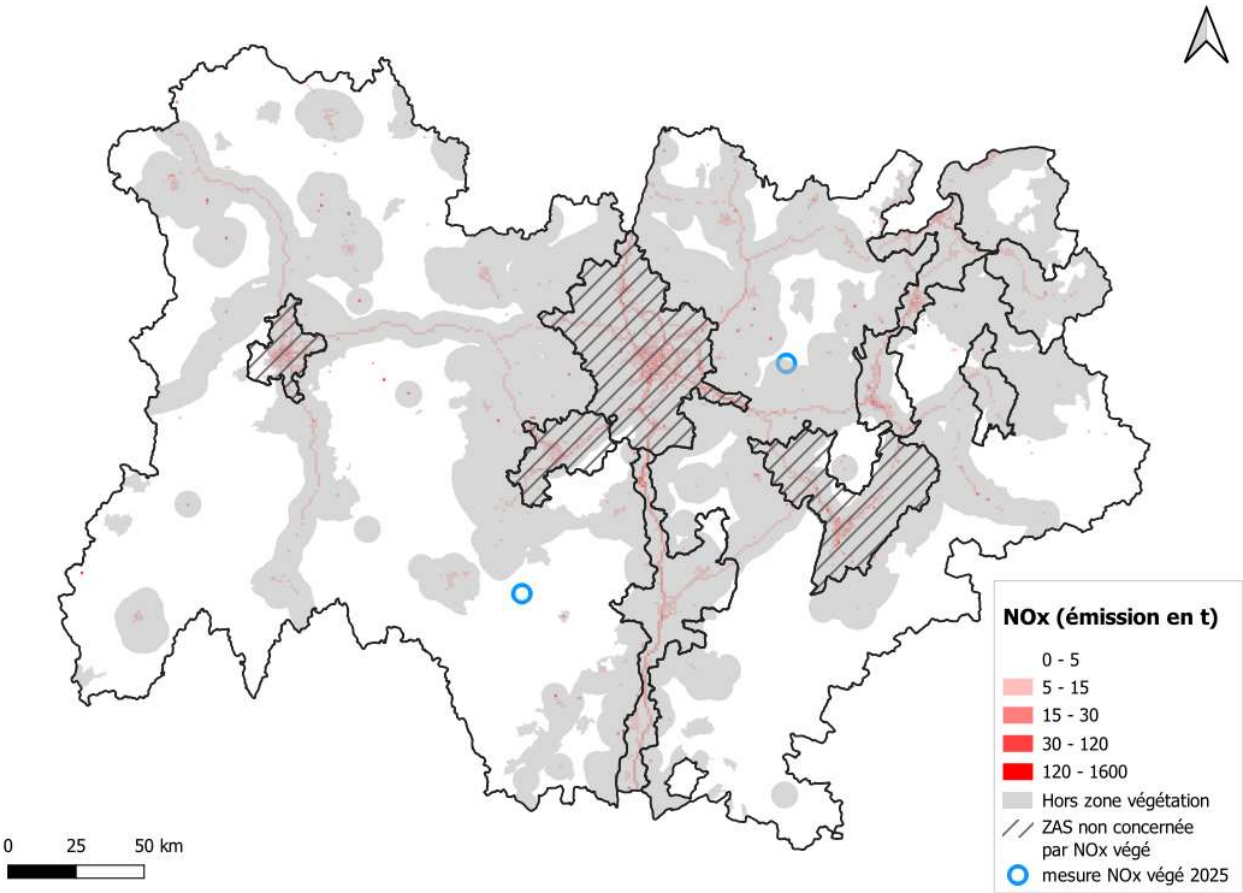 NOx (émission en t)
0 - 5
5 - 15
15 - 30
30 - 120
120 - 1600
Hors zone végétation
ZAS non concernée
par NOx végé
mesure NOx végé 2025
0 25 50 km